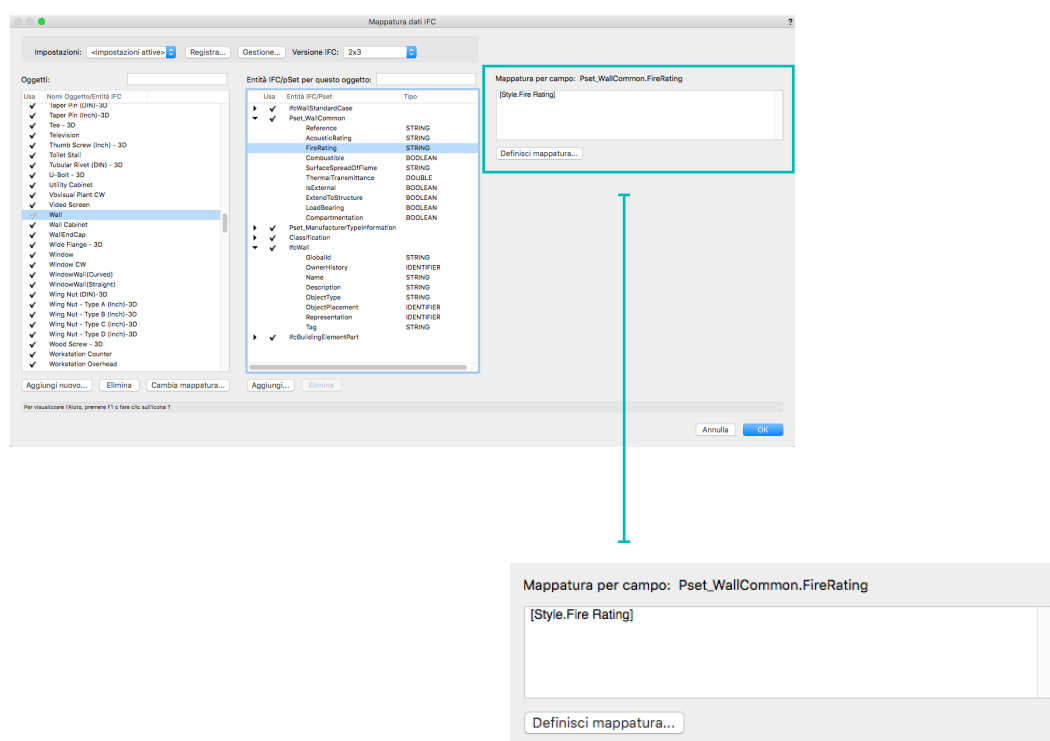 Mappatura dati IFC
?
Impostazioni: <impostazioni attive> Registra... Gestione... Versione IFC: 2x3
Oggetti:
Usa Nomi Oggetto/Entità IFC
Taper Pin (DIN)-3D
Taper Pin (Inch)-3D
Tee - 3D
Television
Thumb Screw (Inch) - 3D
Toilet Stall
Tubular Rivet (DIN) - 3D
U-Bolt - 3D
Utility Cabinet
Vbvisual Plant CW
Video Screen
Wall
Wall Cabinet
WallEndCap
Wide Flange - 3D
Window
Window CW
WindowWall(Curved)
WindowWall(Straight)
Wing Nut (DIN)-3D
Wing Nut - Type A (Inch)-3D
Wing Nut - Type B (Inch)-3D
Wing Nut - Type C (Inch)-3D
Wing Nut - Type D (Inch)-3D
Wood Screw - 3D
Workstation Counter
Workstation Overhead
Aggiungi nuovo... Elimina Cambia mappatura...
Entità IFC/pSet per questo oggetto:
Usa Entità IFC/Pset Tipo
IfcWallStandardCase
Pset_WallCommon
Reference STRING
AcousticRating STRING
FireRating STRING
Combustible BOOLEAN
SurfaceSpreadOfFlame STRING
ThermalTransmittance DOUBLE
IsExternal BOOLEAN
ExtendToStructure BOOLEAN
LoadBearing BOOLEAN
Compartmentation BOOLEAN
Pset_ManufacturerTypeInformation
Classification
IfcWall
GlobalId STRING
OwnerHistory IDENTIFIER
Name STRING
Description STRING
ObjectType STRING
ObjectPlacement IDENTIFIER
Representation IDENTIFIER
Tag STRING
IfcBuildingElementPart
Aggiungi... Elimina
Mappatura per campo: Pset_WallCommon.FireRating
[Style.Fire Rating]
Definisci mappatura...
Per visualizzare l'Aiuto, premere F1 o fare clic sull'icona ?
Annulla OK
Mappatura per campo: Pset_WallCommon.FireRating
[Style.Fire Rating]
Definisci mappatura...